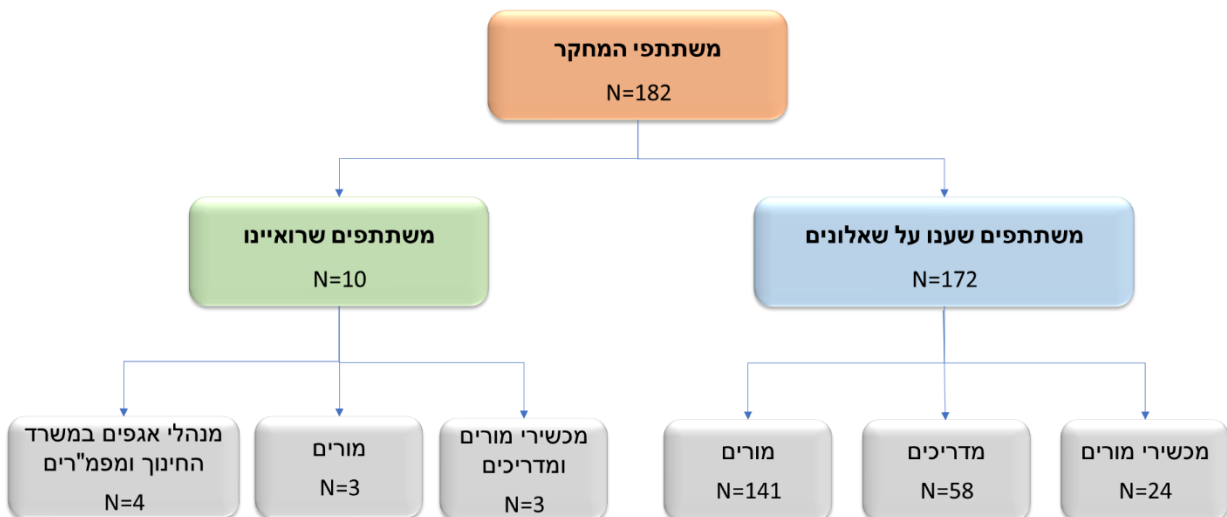 משתתפי המחקר
N=182
משתתפים שענו על שאלונים
N=172
משתתפים שרואיינו
N=10
מכשירי מורים
N=24
מדריכים
N=58
מורים
N=141
מכשירי מורים
ומדריכים
N=3
מורים
N=3
מנהלי אגפים במשרד
החינוך ומפמ"רים
N=4